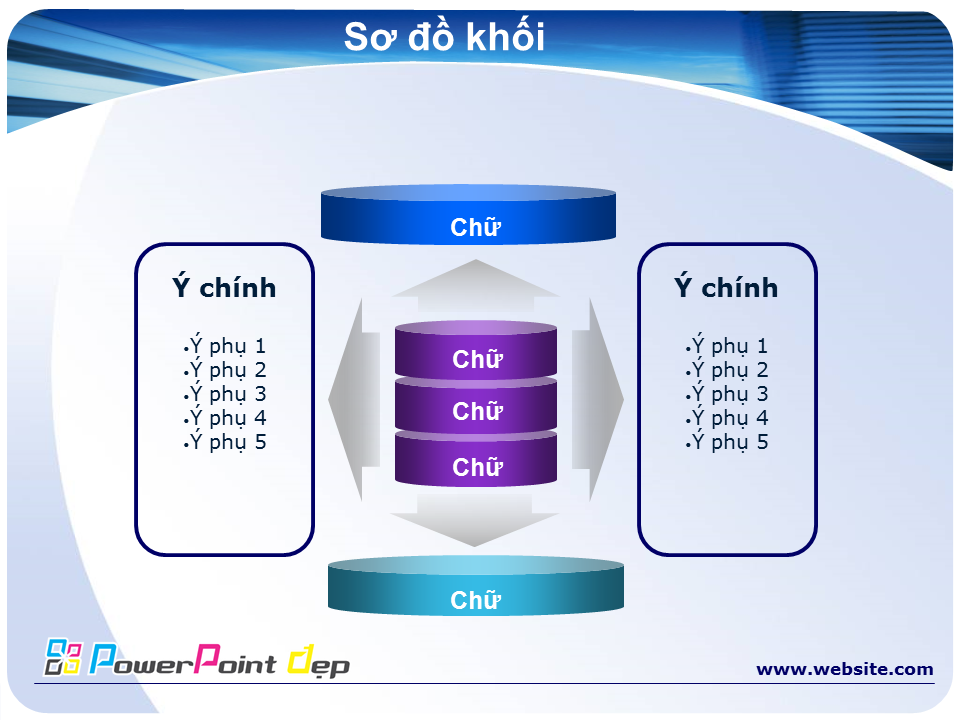 Sơ đồ khối
Chữ
Ý chính
•Ý phụ 1
•Ý phụ 2
•Ý phụ 3
•Ý phụ 4
•Ý phụ 5
Chữ
Chữ
Chữ
Ý chính
•Ý phụ 1
•Ý phụ 2
•Ý phụ 3
•Ý phụ 4
•Ý phụ 5
Chữ
PowerPoint đẹp
www.website.com